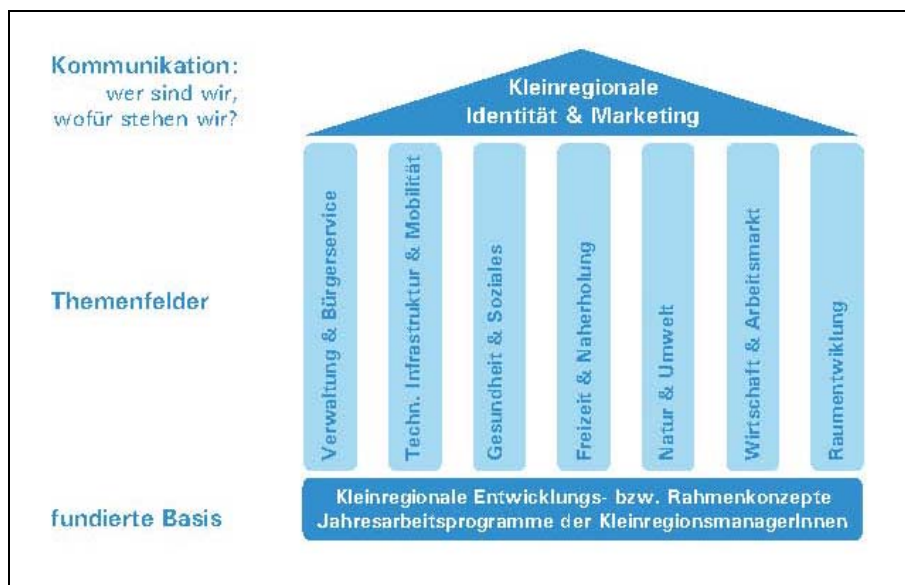 Kommunikation:
wer sind wir,
wofür stehen wir?
Kleinregionale
Identität & Marketing
Themenfelder
Verwaltung & Bürgerservice
Techn. Infrastruktur & Mobilität
Gesundheit & Soziales
Freizeit & Naherholung
Natur & Umwelt
Wirtschaft & Arbeitsmarkt
Raumentwiklung
fundierte Basis
Kleinregionale Entwicklungs- bzw. Rahmenkonzepte
Jahresarbeitsprogramme der KleinregionsmanagerInnen